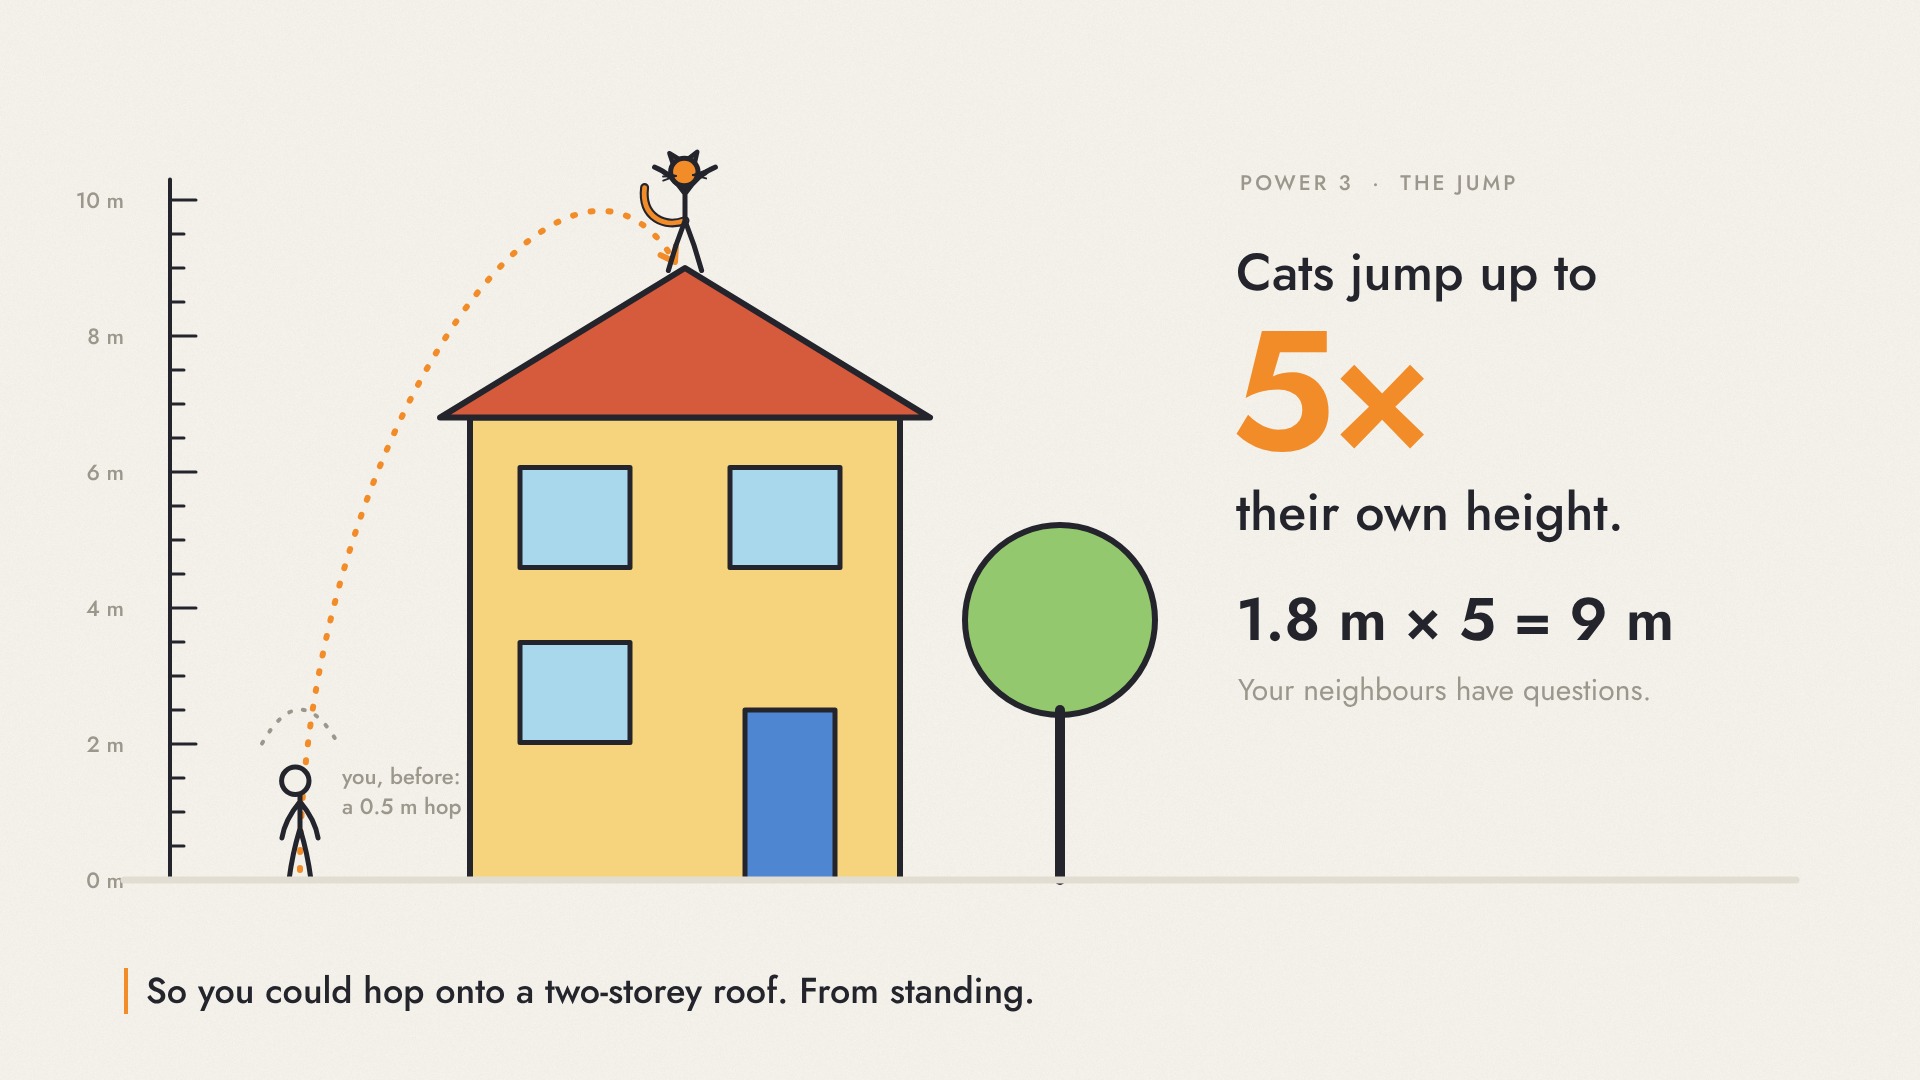 10 m
8 m
6 m
4 m
2 m
0 m
you, before:
a 0.5 m hop
POWER 3 · THE JUMP
Cats jump up to
5×
their own height.
1.8 m × 5 = 9 m
Your neighbours have questions.
So you could hop onto a two-storey roof. From standing.